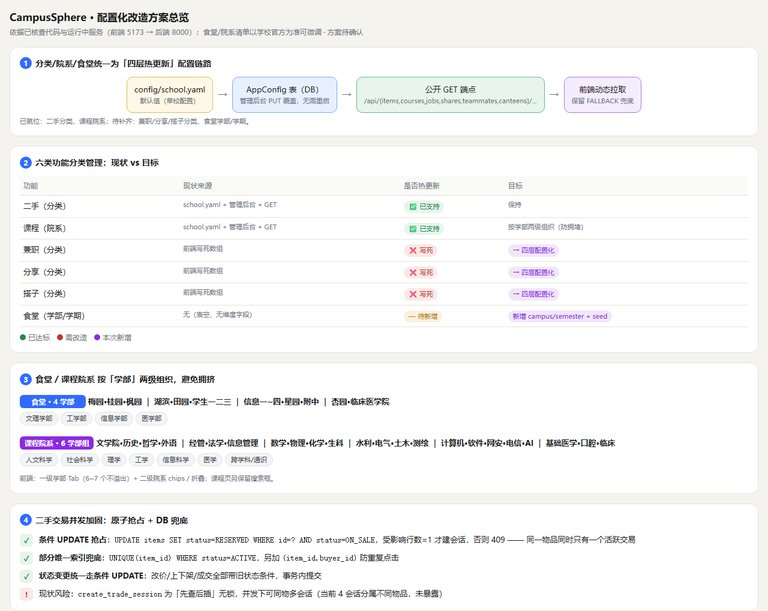 CampusSphere · 配置化改造方案总览
依据已核查代码与运行中服务（前端 5173 → 后端 8000）；食堂/院系清单以学校官方为准可微调 · 方案待确认
1 分类/院系/食堂统一为「四层热更新」配置链路
config/school.yaml
默认值（单校配置）
→
AppConfig 表（DB）
管理后台 PUT 覆盖，无需重启
→
公开 GET 端点
/api/{items,courses,jobs,shares,teammates,canteens}/...
→
前端动态拉取
保留 FALLBACK 兜底
已就位：二手分类、课程院系；待补齐：兼职/分享/搭子分类、食堂学部/学期。
2 六类功能分类管理：现状 vs 目标
功能 现状来源 是否热更新 目标
二手（分类） school.yaml + 管理后台 + GET ✅ 已支持 保持
课程（院系） school.yaml + 管理后台 + GET ✅ 已支持 按学部两级组织（防拥堵）
兼职（分类） 前端写死数组 ❌ 写死 → 四层配置化
分享（分类） 前端写死数组 ❌ 写死 → 四层配置化
搭子（分类） 前端写死数组 ❌ 写死 → 四层配置化
食堂（学部/学期） 无（表空、无维度字段） — 待新增 新增 campus/semester + seed
已达标 需改造 本次新增
3 食堂 / 课程院系 按「学部」两级组织，避免拥挤
食堂 · 4 学部 梅园·桂园·枫园 | 湖滨·田园·学生一二三 | 信息一~四·星园·附中 | 杏园·临床医学院
文理学部 工学部 信息学部 医学部
课程院系 · 6 学部组 文学院·历史·哲学·外语 | 经管·法学·信息管理 | 数学·物理·化学·生科 | 水利·电气·土木·测绘 | 计算机·软件·网安·电信·AI | 基础医学·口腔·临床
人文科学 社会科学 理学 工学 信息科学 医学 跨学科/通识
前端：一级学部 Tab（6~7 个不溢出）+ 二级院系 chips / 折叠；课程页另保留搜索框。
4 二手交易并发加固：原子抢占 + DB 兜底
✓ 条件 UPDATE 抢占：UPDATE items SET status=RESERVED WHERE id=? AND status=ON_SALE，受影响行数=1 才建会话，否则 409 —— 同一物品同时只有一个活跃交易
✓ 部分唯一索引兜底：UNIQUE(item_id) WHERE status=ACTIVE，另加 (item_id,buyer_id) 防重复点击
✓ 状态变更统一走条件 UPDATE：改价/上下架/成交全部带旧状态条件，事务内提交
! 现状风险：create_trade_session 为「先查后插」无锁，并发下可同物多会话（当前 4 会话分属不同物品，未暴露）